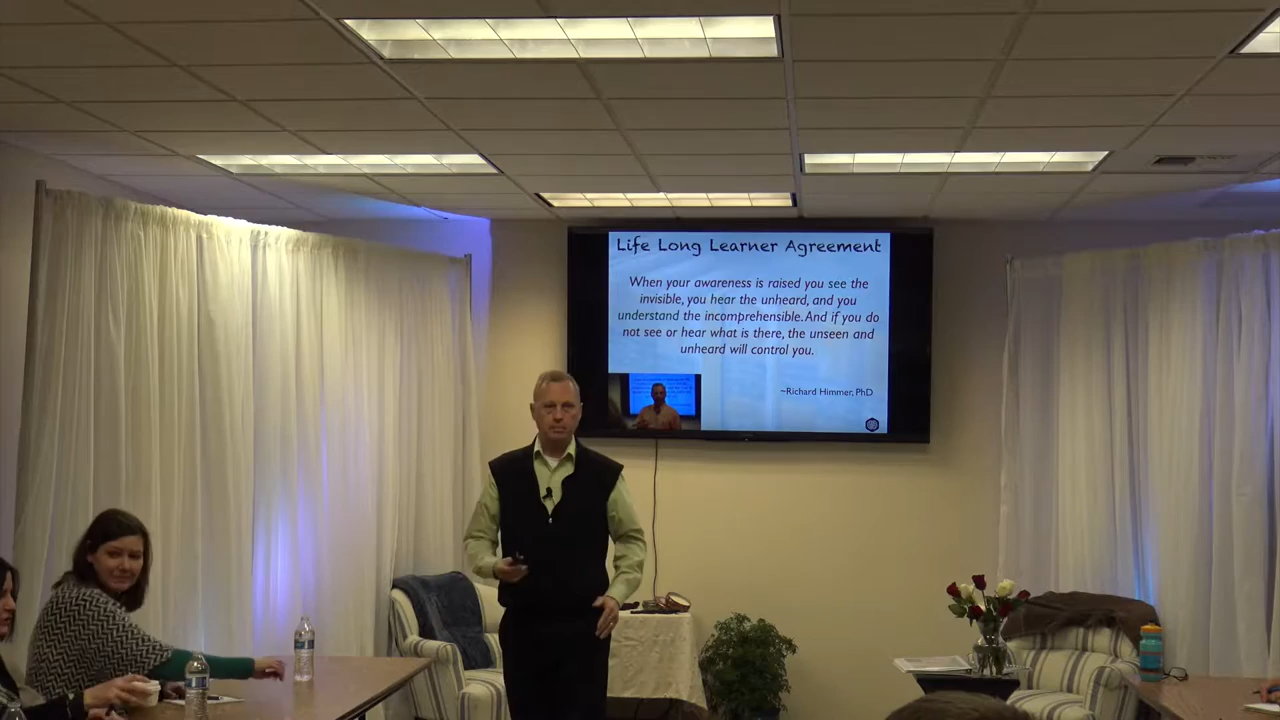 Life Long Learner Agreement
When your awareness is raised you see the
invisible, you hear the unheard, and you
understand the incomprehensible. And if you do
not see or hear what is there, the unseen and
unheard will control you.
~Richard Himmer, PhD